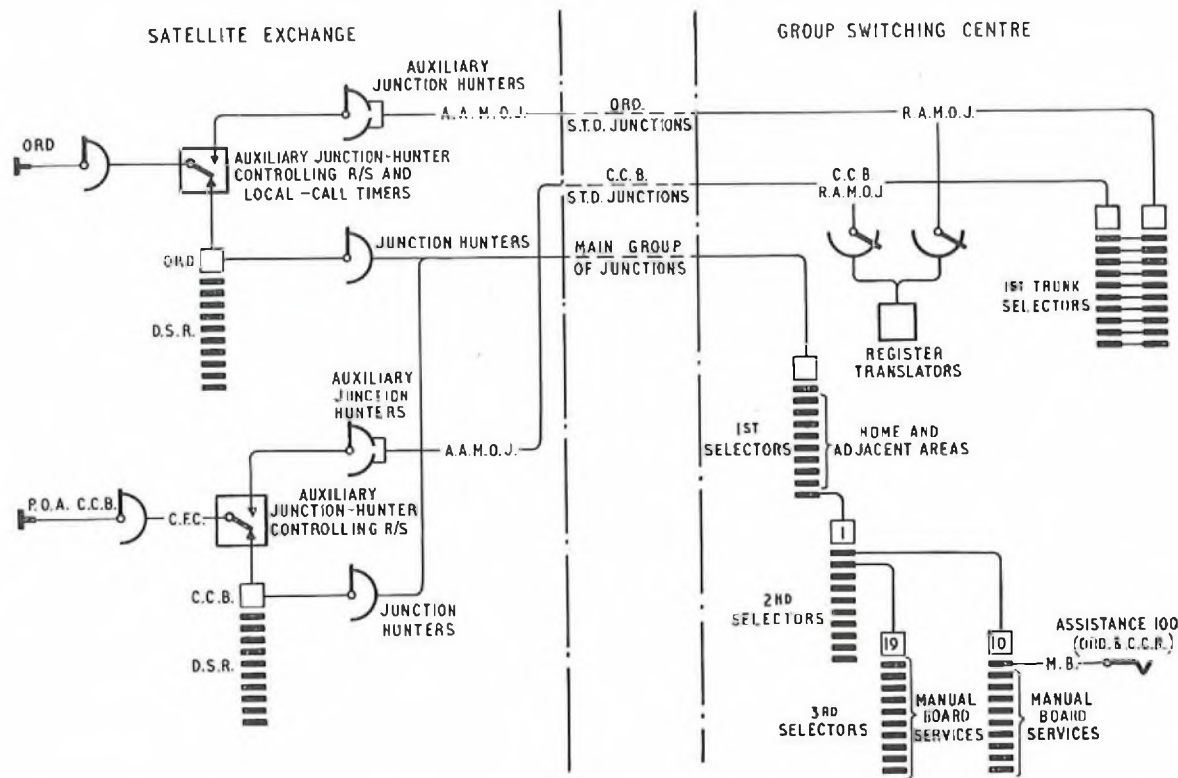 SATELLITE EXCHANGE
GROUP SWITCHING CENTRE
AUXILIARY
JUNCTION HUNTERS
A.A.M.O.J.
ORD.
S.T.D. JUNCTIONS
R.A.M.O.J.
ORD
AUXILIARY JUNCTION-HUNTER
CONTROLLING R/S AND
LOCAL-CALL TIMERS
C.C.B.
S.T.D. JUNCTIONS
C.C.B
R.A.M.O.J
JUNCTION HUNTERS
MAIN GROUP
OF JUNCTIONS
ORD
D.S.R.
1ST TRUNK
SELECTORS
REGISTER
TRANSLATORS
AUXILIARY
JUNCTION
HUNTERS
A.A.M.O.J.
1ST
SELECTORS
HOME AND
ADJACENT AREAS
P.O.A. C.C.B.
C.F.C.
AUXILIARY
JUNCTION-HUNTER
CONTROLLING R/S
1
C.C.B.
JUNCTION
HUNTERS
D.S.R.
2ND
SELECTORS
19
10
ASSISTANCE 100
(ORD. & C.C.B.)
M.B.
3RD
SELECTORS
MANUAL
BOARD
SERVICES
MANUAL
BOARD
SERVICES